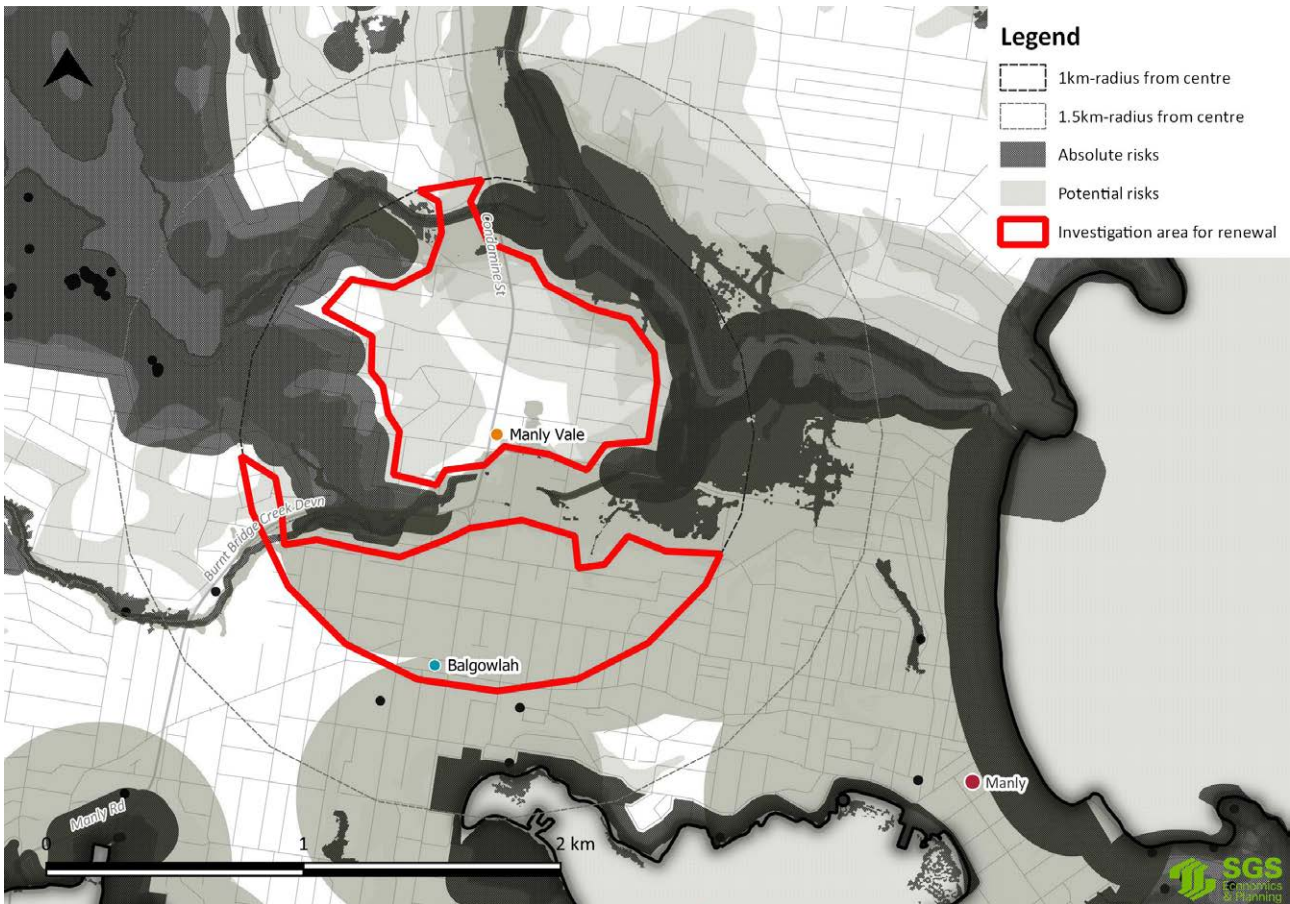 Legend
1km-radius from centre
1.5km-radius from centre
Absolute risks
Potential risks
Investigation area for renewal
Condamine St
Manly Vale
Burnt Bridge Creek Devn
Balgowlah
Manly
Manly Rd
0 1 2 km
SGS
Economics
& Planning